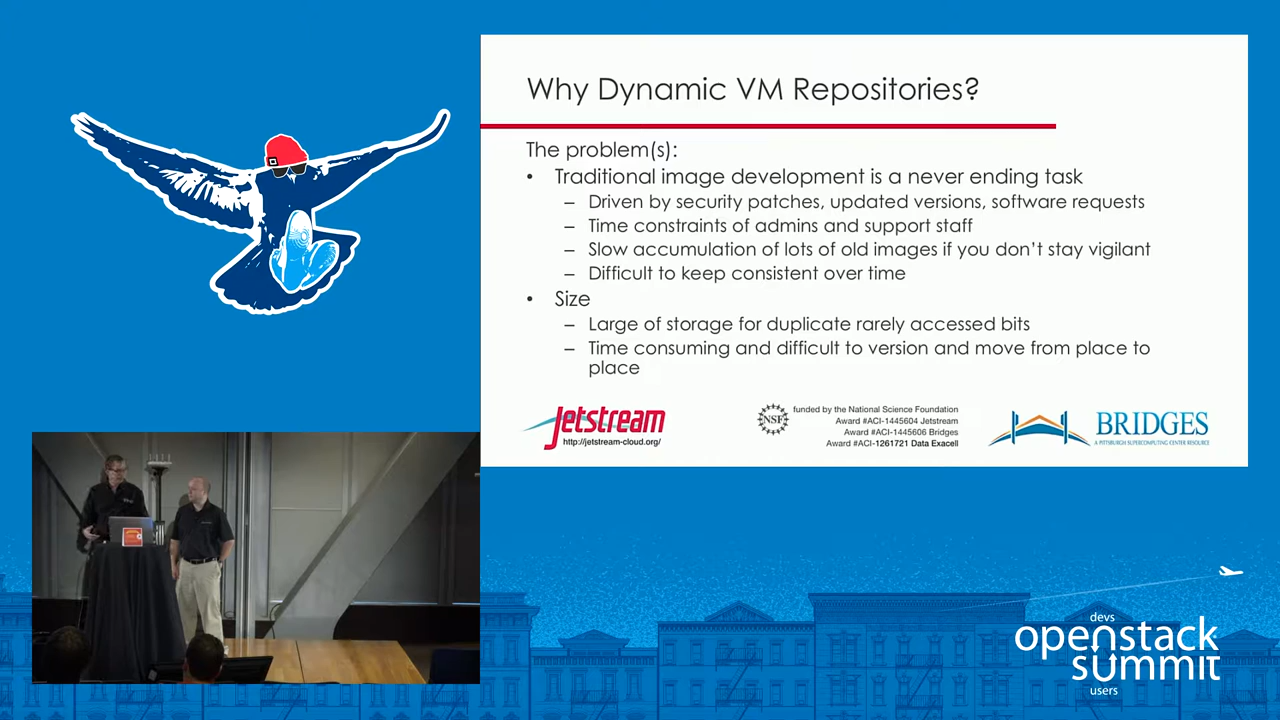 Why Dynamic VM Repositories?
The problem(s):
• Traditional image development is a never ending task
– Driven by security patches, updated versions, software requests
– Time constraints of admins and support staff
– Slow accumulation of lots of old images if you don't stay vigilant
– Difficult to keep consistent over time
• Size
– Large of storage for duplicate rarely accessed bits
– Time consuming and difficult to version and move from place to
place
Jetstream
http://jetstream-cloud.org/
NSF
funded by the National Science Foundation
Award #ACI-1445604 Jetstream
Award #ACI-1445606 Bridges
Award #ACI-1261721 Data Exacell
BRIDGES
A PITTSBURGH SUPERCOMPUTING CENTER RESOURCE
devs
openstack
summit
users